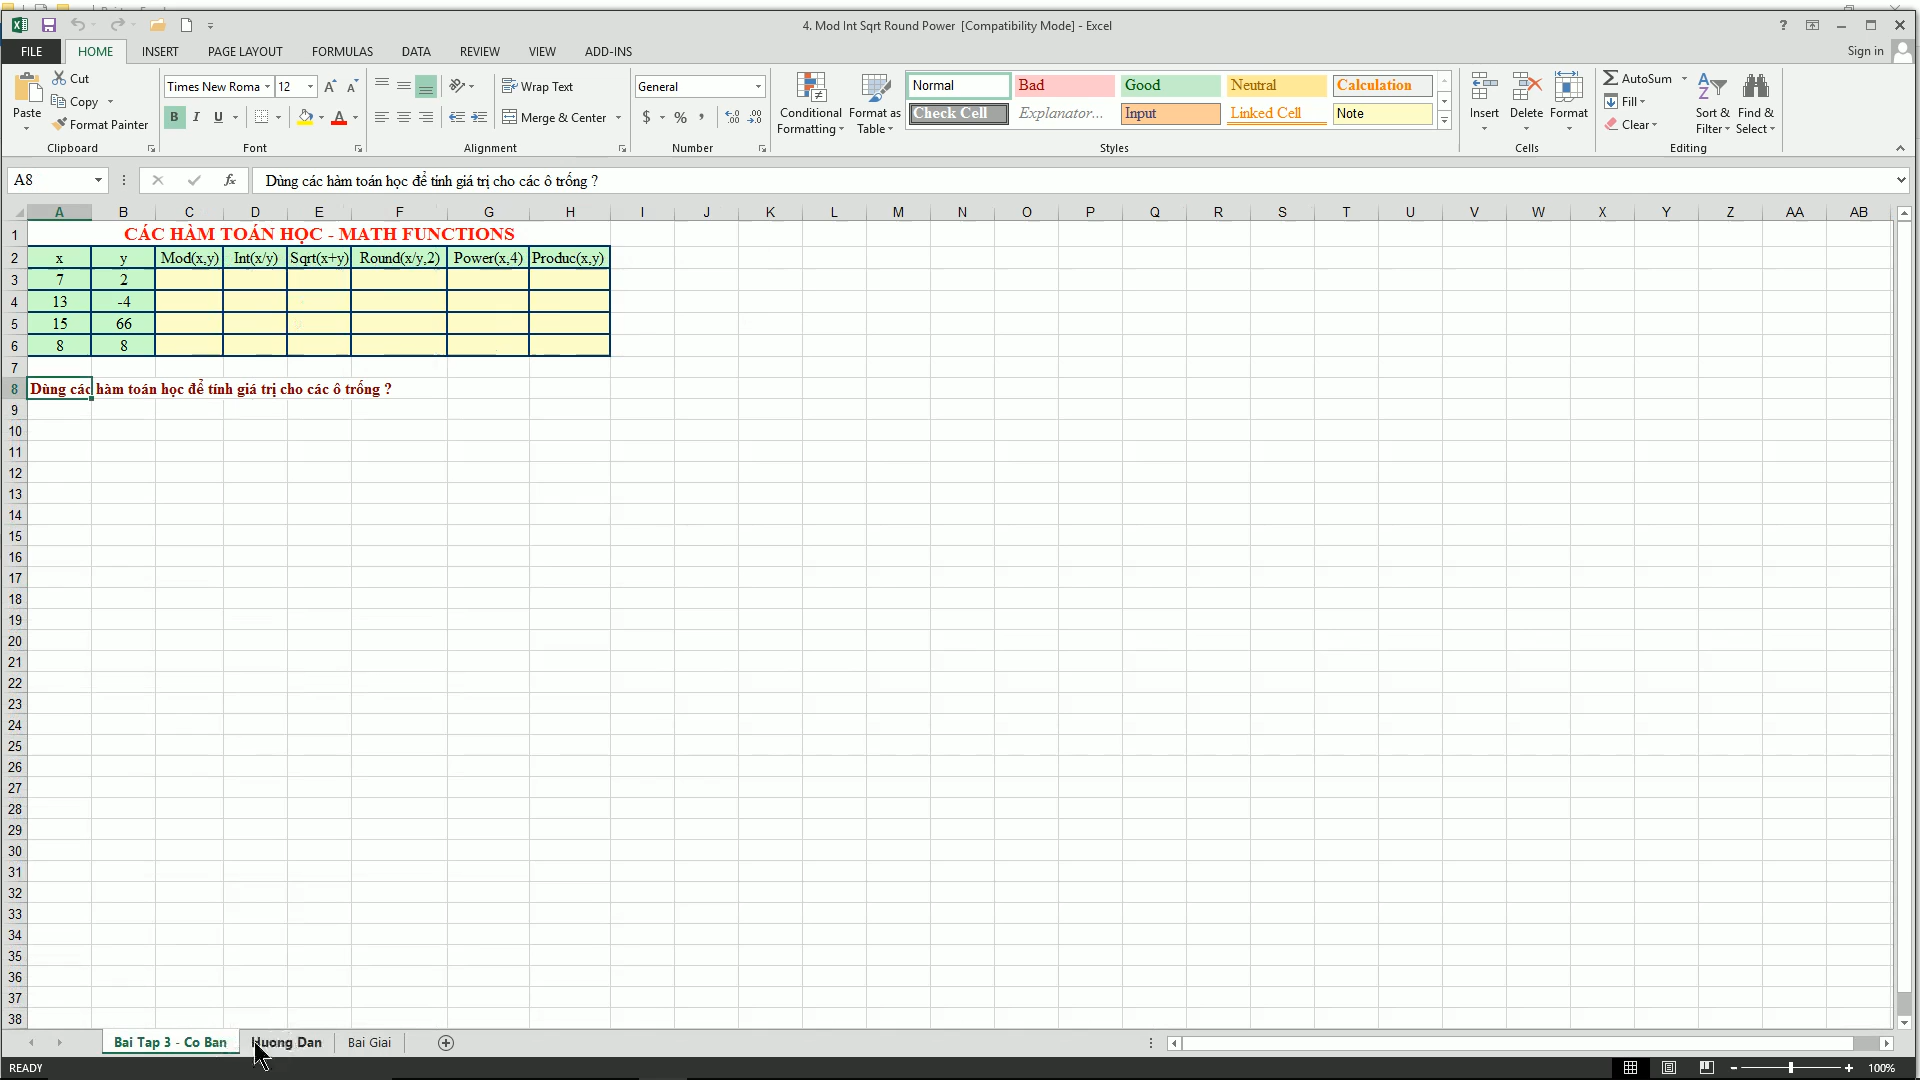 4. Mod Int Sqrt Round Power [Compatibility Mode] - Excel
FILE HOME INSERT PAGE LAYOUT FORMULAS DATA REVIEW VIEW ADD-INS Sign in
Paste Cut Copy Format Painter Clipboard
Times New Roma 12 B I U Font
Wrap Text Merge & Center Alignment
General $ % , Number
Conditional Formatting Format as Table
Normal Bad Good Neutral Calculation
Check Cell Explanator... Input Linked Cell Note
Styles
Insert Delete Format Cells
AutoSum Fill Clear Sort & Filter Find & Select Editing
A8 fx Dùng các hàm toán học để tính giá trị cho các ô trống ?
A B C D E F G H I J K L M N O P Q R S T U V W X Y Z AA AB
1 CÁC HÀM TOÁN HỌC - MATH FUNCTIONS
2 x y Mod(x,y) Int(x/y) Sqrt(x+y) Round(x/y,2) Power(x,4) Produc(x,y)
3 7 2
4 13 -4
5 15 66
6 8 8
7
8 Dùng các hàm toán học để tính giá trị cho các ô trống ?
9
10
11
12
13
14
15
16
17
18
19
20
21
22
23
24
25
26
27
28
29
30
31
32
33
34
35
36
37
38
Bai Tap 3 - Co Ban Huong Dan Bai Giai
READY 100%